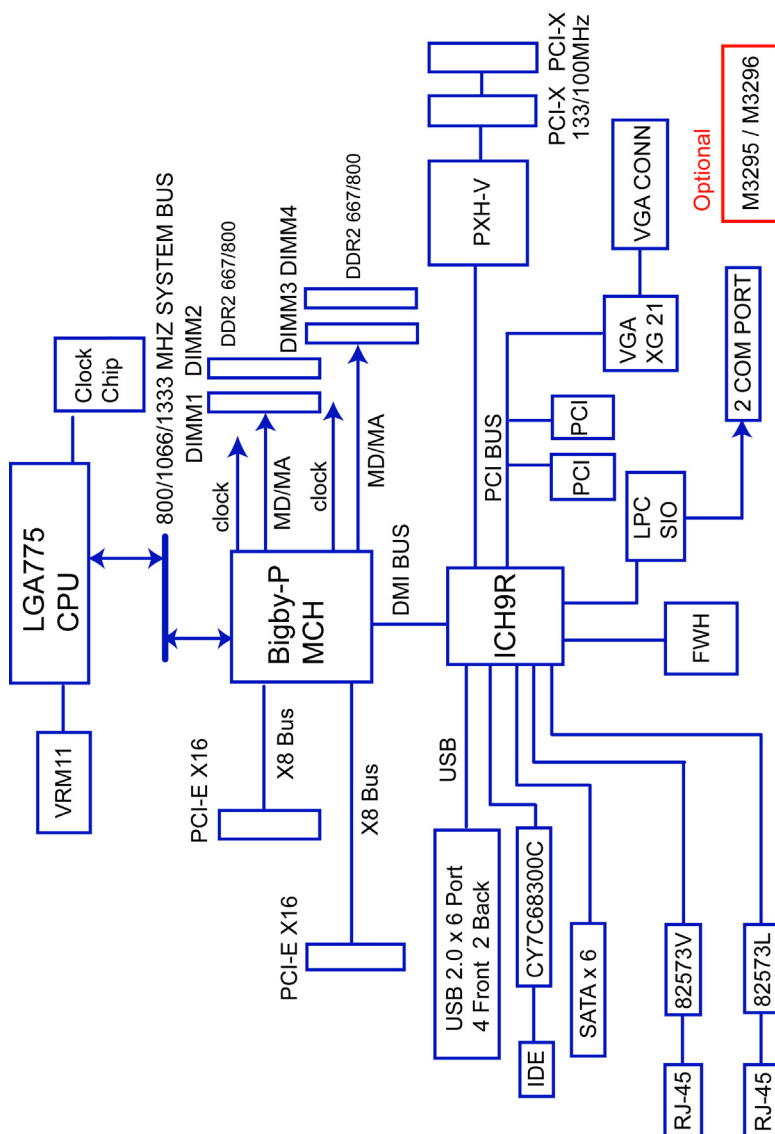 VRM11
LGA775
CPU
Clock
Chip
800/1066/1333 MHZ SYSTEM BUS
PCI-E X16
X8 Bus
PCI-E X16
X8 Bus
Bigby-P
MCH
clock
MD/MA
clock
MD/MA
DIMM1 DIMM2
DDR2 667/800
DIMM3 DIMM4
DDR2 667/800
DMI BUS
ICH9R
USB
USB 2.0 x 6 Port
4 Front 2 Back
IDE
CY7C68300C
SATA x 6
RJ-45
82573V
RJ-45
82573L
FWH
LPC
SIO
2 COM PORT
PCI BUS
PCI
PCI
VGA
XG 21
VGA CONN
PXH-V
PCI-X PCI-X
133/100MHz
Optional
M3295 / M3296